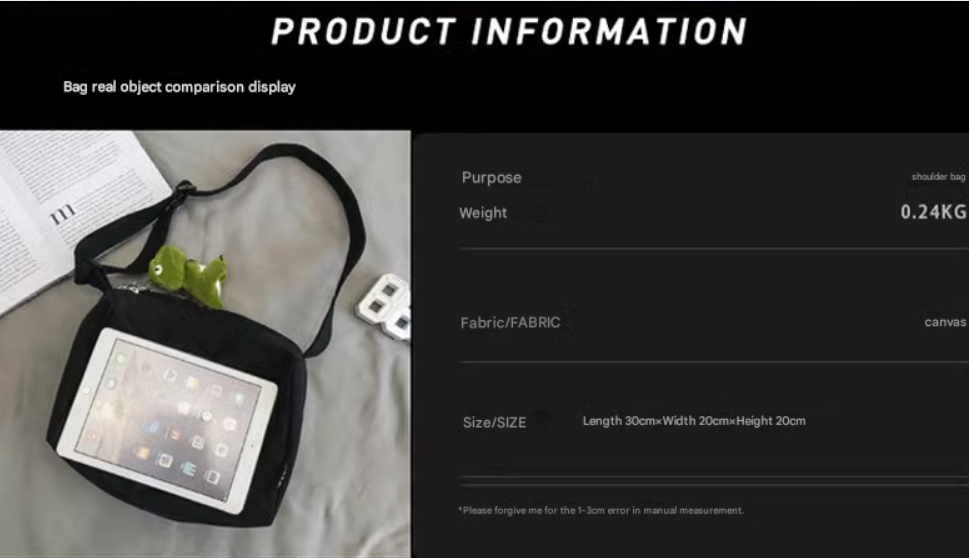 PRODUCT INFORMATION
Bag real object comparison display
m
Purpose shoulder bag
Weight 0.24KG
Fabric/FABRIC canvas
Size/SIZE Length 30cm×Width 20cm×Height 20cm
*Please forgive me for the 1-3cm error in manual measurement.